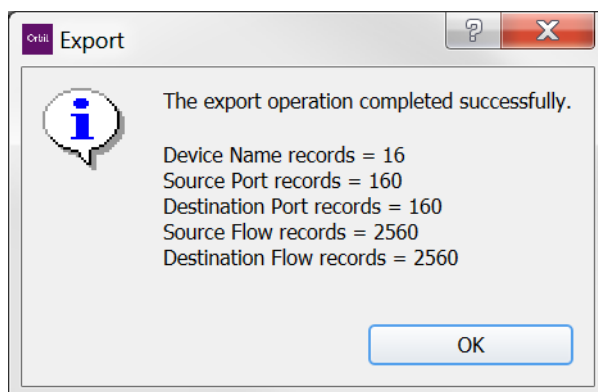 Orbit Export
The export operation completed successfully.
Device Name records = 16
Source Port records = 160
Destination Port records = 160
Source Flow records = 2560
Destination Flow records = 2560
OK